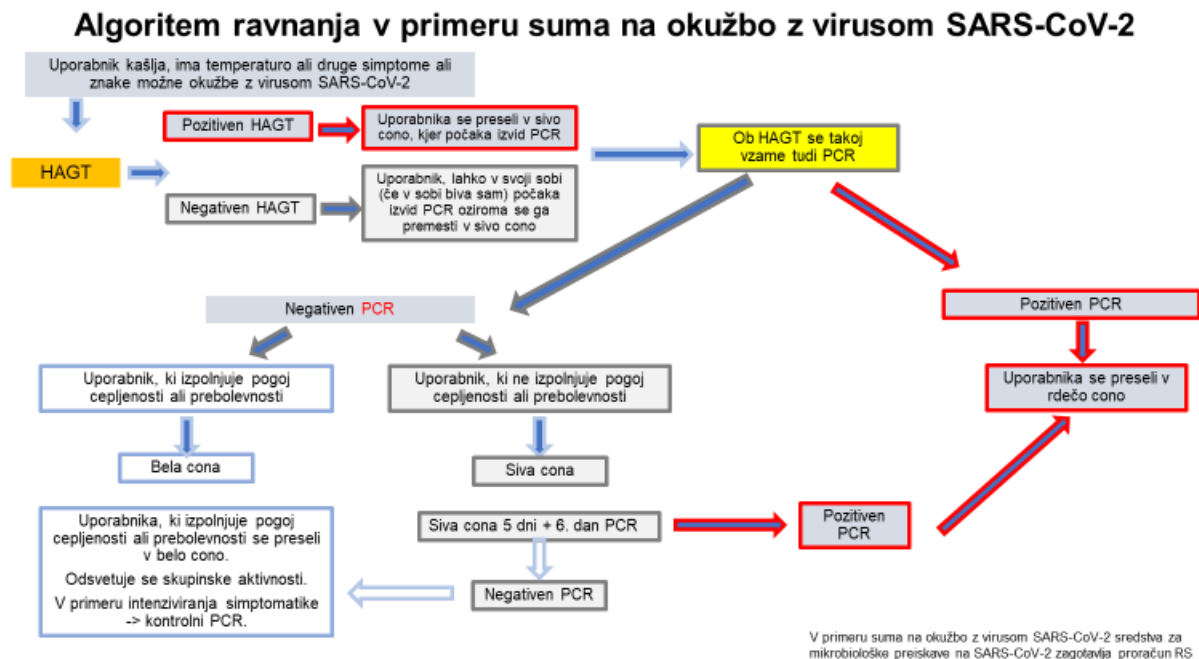 Algoritem ravnanja v primeru suma na okužbo z virusom SARS-CoV-2
Uporabnik kašlja, ima temperaturo ali druge simptome ali
znake možne okužbe z virusom SARS-CoV-2
Pozitiven HAGT
Uporabnika se preseli v sivo
cono, kjer počaka izvid PCR
Ob HAGT se takoj
vzame tudi PCR
HAGT
Negativen HAGT
Uporabnik, lahko v svoji sobi
(če v sobi biva sam) počaka
izvid PCR oziroma se ga
premesti v sivo cono
Negativen PCR
Pozitiven PCR
Uporabnik, ki izpolnjuje pogoj
cepljenosti ali prebolevnosti
Uporabnik, ki ne izpolnjuje pogoj
cepljenosti ali prebolevnosti
Uporabnika se preseli v
rdečo cono
Bela cona
Siva cona
Uporabnika, ki izpolnjuje pogoj
cepljenosti ali prebolevnosti se preseli
v belo cono.
Odsvetuje se skupinske aktivnosti.
V primeru intenziviranja simptomatike
-> kontrolni PCR.
Siva cona 5 dni + 6. dan PCR
Pozitiven
PCR
Negativen PCR
V primeru suma na okužbo z virusom SARS-CoV-2 sredstva za
mikrobiološke preiskave na SARS-CoV-2 zagotavlja proračun RS